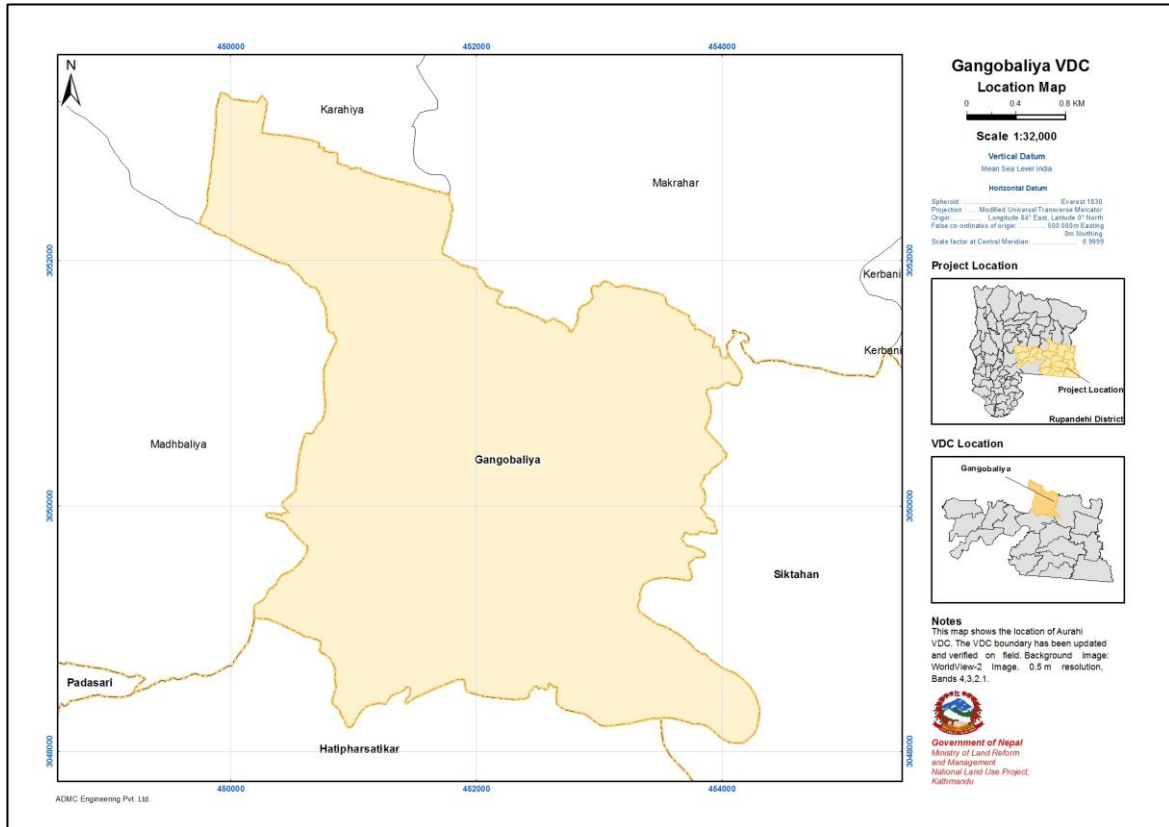 450000
452000
454000
Karahiya
Makrahar
3052000
3052000
Kerbani
Kerbani
Madhbaliya
Gangobaliya
3050000
3050000
Siktahan
Padasari
Hatipharsatikar
3048000
3048000
450000
452000
454000
ADMC Engineering Pvt. Ltd.
N
Gangobaliya VDC
Location Map
0 0.4 0.8 KM
Scale 1:32,000
Vertical Datum
Mean Sea Level India
Horizontal Datum
Spheroid: Everest 1830
Projection Modified Universal Transverse Mercator
Origin Longitude 84° East, Latitude 0° North
False co-ordinates of origin: 500 000m Easting
0m Northing
Scale factor at Central Meridian: 0.9999
Project Location
Project Location
Rupandehi District
VDC Location
Gangobaliya
Notes
This map shows the location of Aurahi
VDC. The VDC boundary has been updated
and verified on field. Background image:
WorldView-2 Image, 0.5 m resolution,
Bands 4,3,2,1.
Government of Nepal
Ministry of Land Reform
and Management
National Land Use Project,
Kathmandu